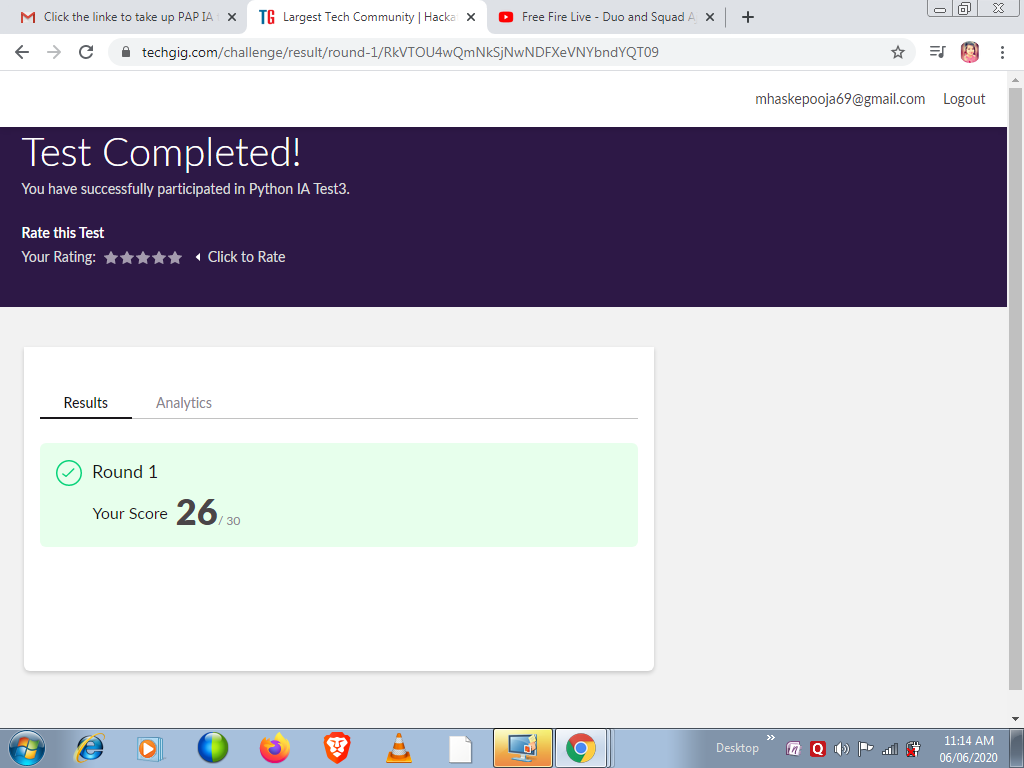 Click the linke to take up PAP IA
TG Largest Tech Community | Hacka
Free Fire Live - Duo and Squad A
techgig.com/challenge/result/round-1/RkVTOU4wQmNkSjNwNDFXeVNYbndYQT09
mhaskepooja69@gmail.com Logout
Test Completed!
You have successfully participated in Python IA Test3.
Rate this Test
Your Rating: Click to Rate
Results Analytics
Round 1
Your Score 26 / 30
Desktop
11:14 AM
06/06/2020